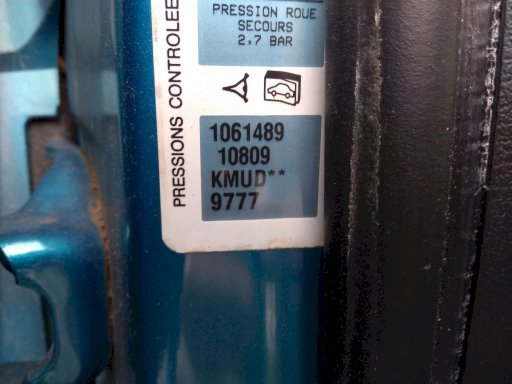 PRESSION ROUE
SECOURS
2,7 BAR
PRESSIONS CONTROLEE
1061489
10809
KMUD**
9777